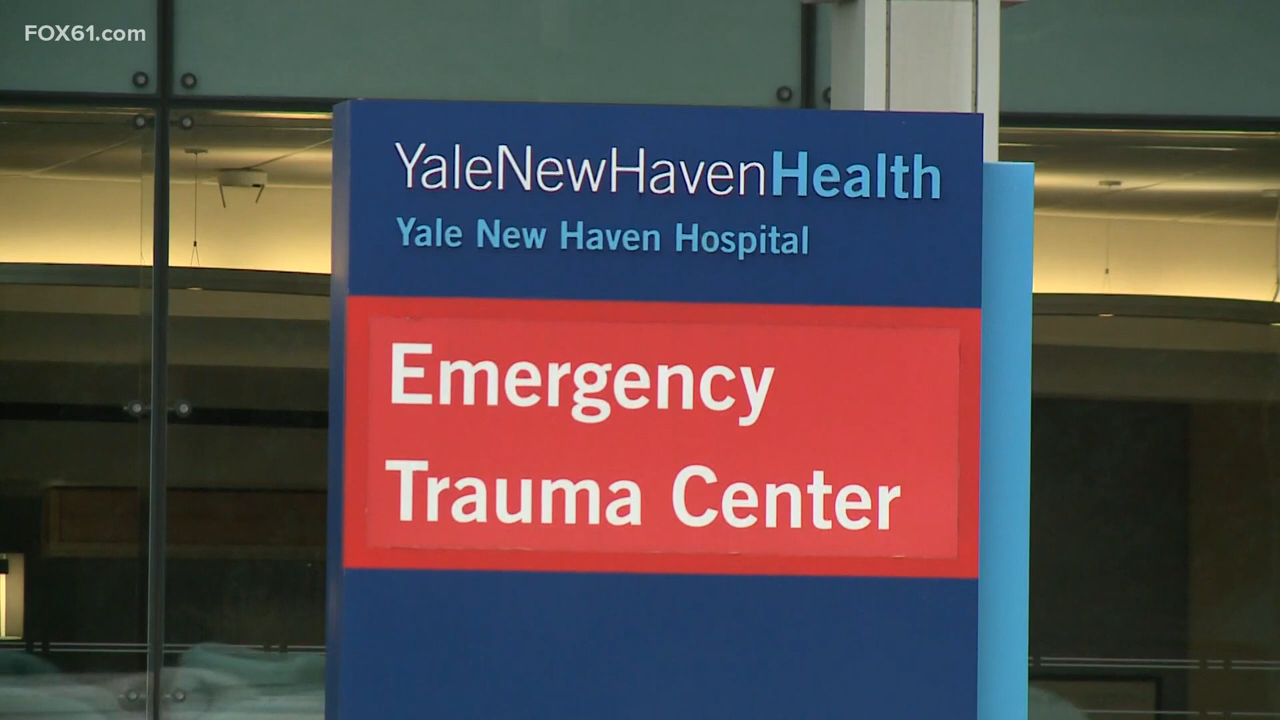 FOX61.com
YaleNewHavenHealth
Yale New Haven Hospital
Emergency
Trauma Center